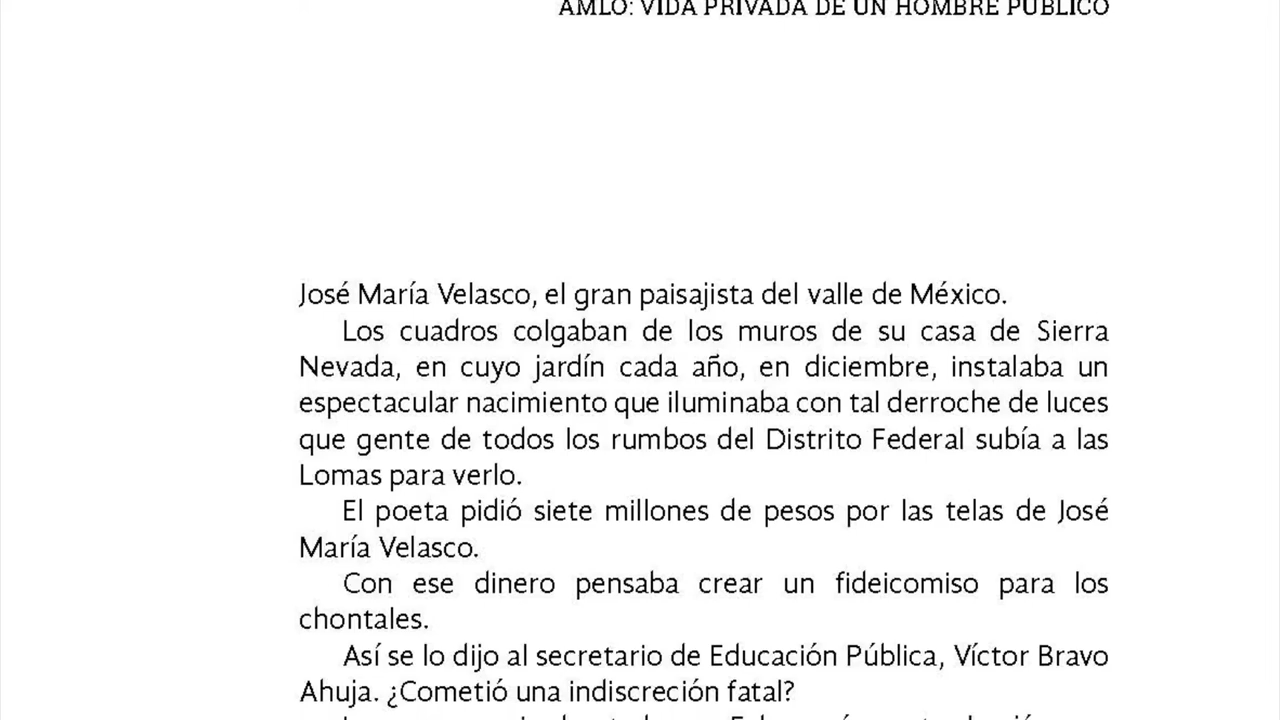 AMLO: VIDA PRIVADA DE UN HOMBRE PÚBLICO
José María Velasco, el gran paisajista del valle de México.
Los cuadros colgaban de los muros de su casa de Sierra
Nevada, en cuyo jardín cada año, en diciembre, instalaba un
espectacular nacimiento que iluminaba con tal derroche de luces
que gente de todos los rumbos del Distrito Federal subía a las
Lomas para verlo.
El poeta pidió siete millones de pesos por las telas de José
María Velasco.
Con ese dinero pensaba crear un fideicomiso para los
chontales.
Así se lo dijo al secretario de Educación Pública, Víctor Bravo
Ahuja. ¿Cometió una indiscreción fatal?